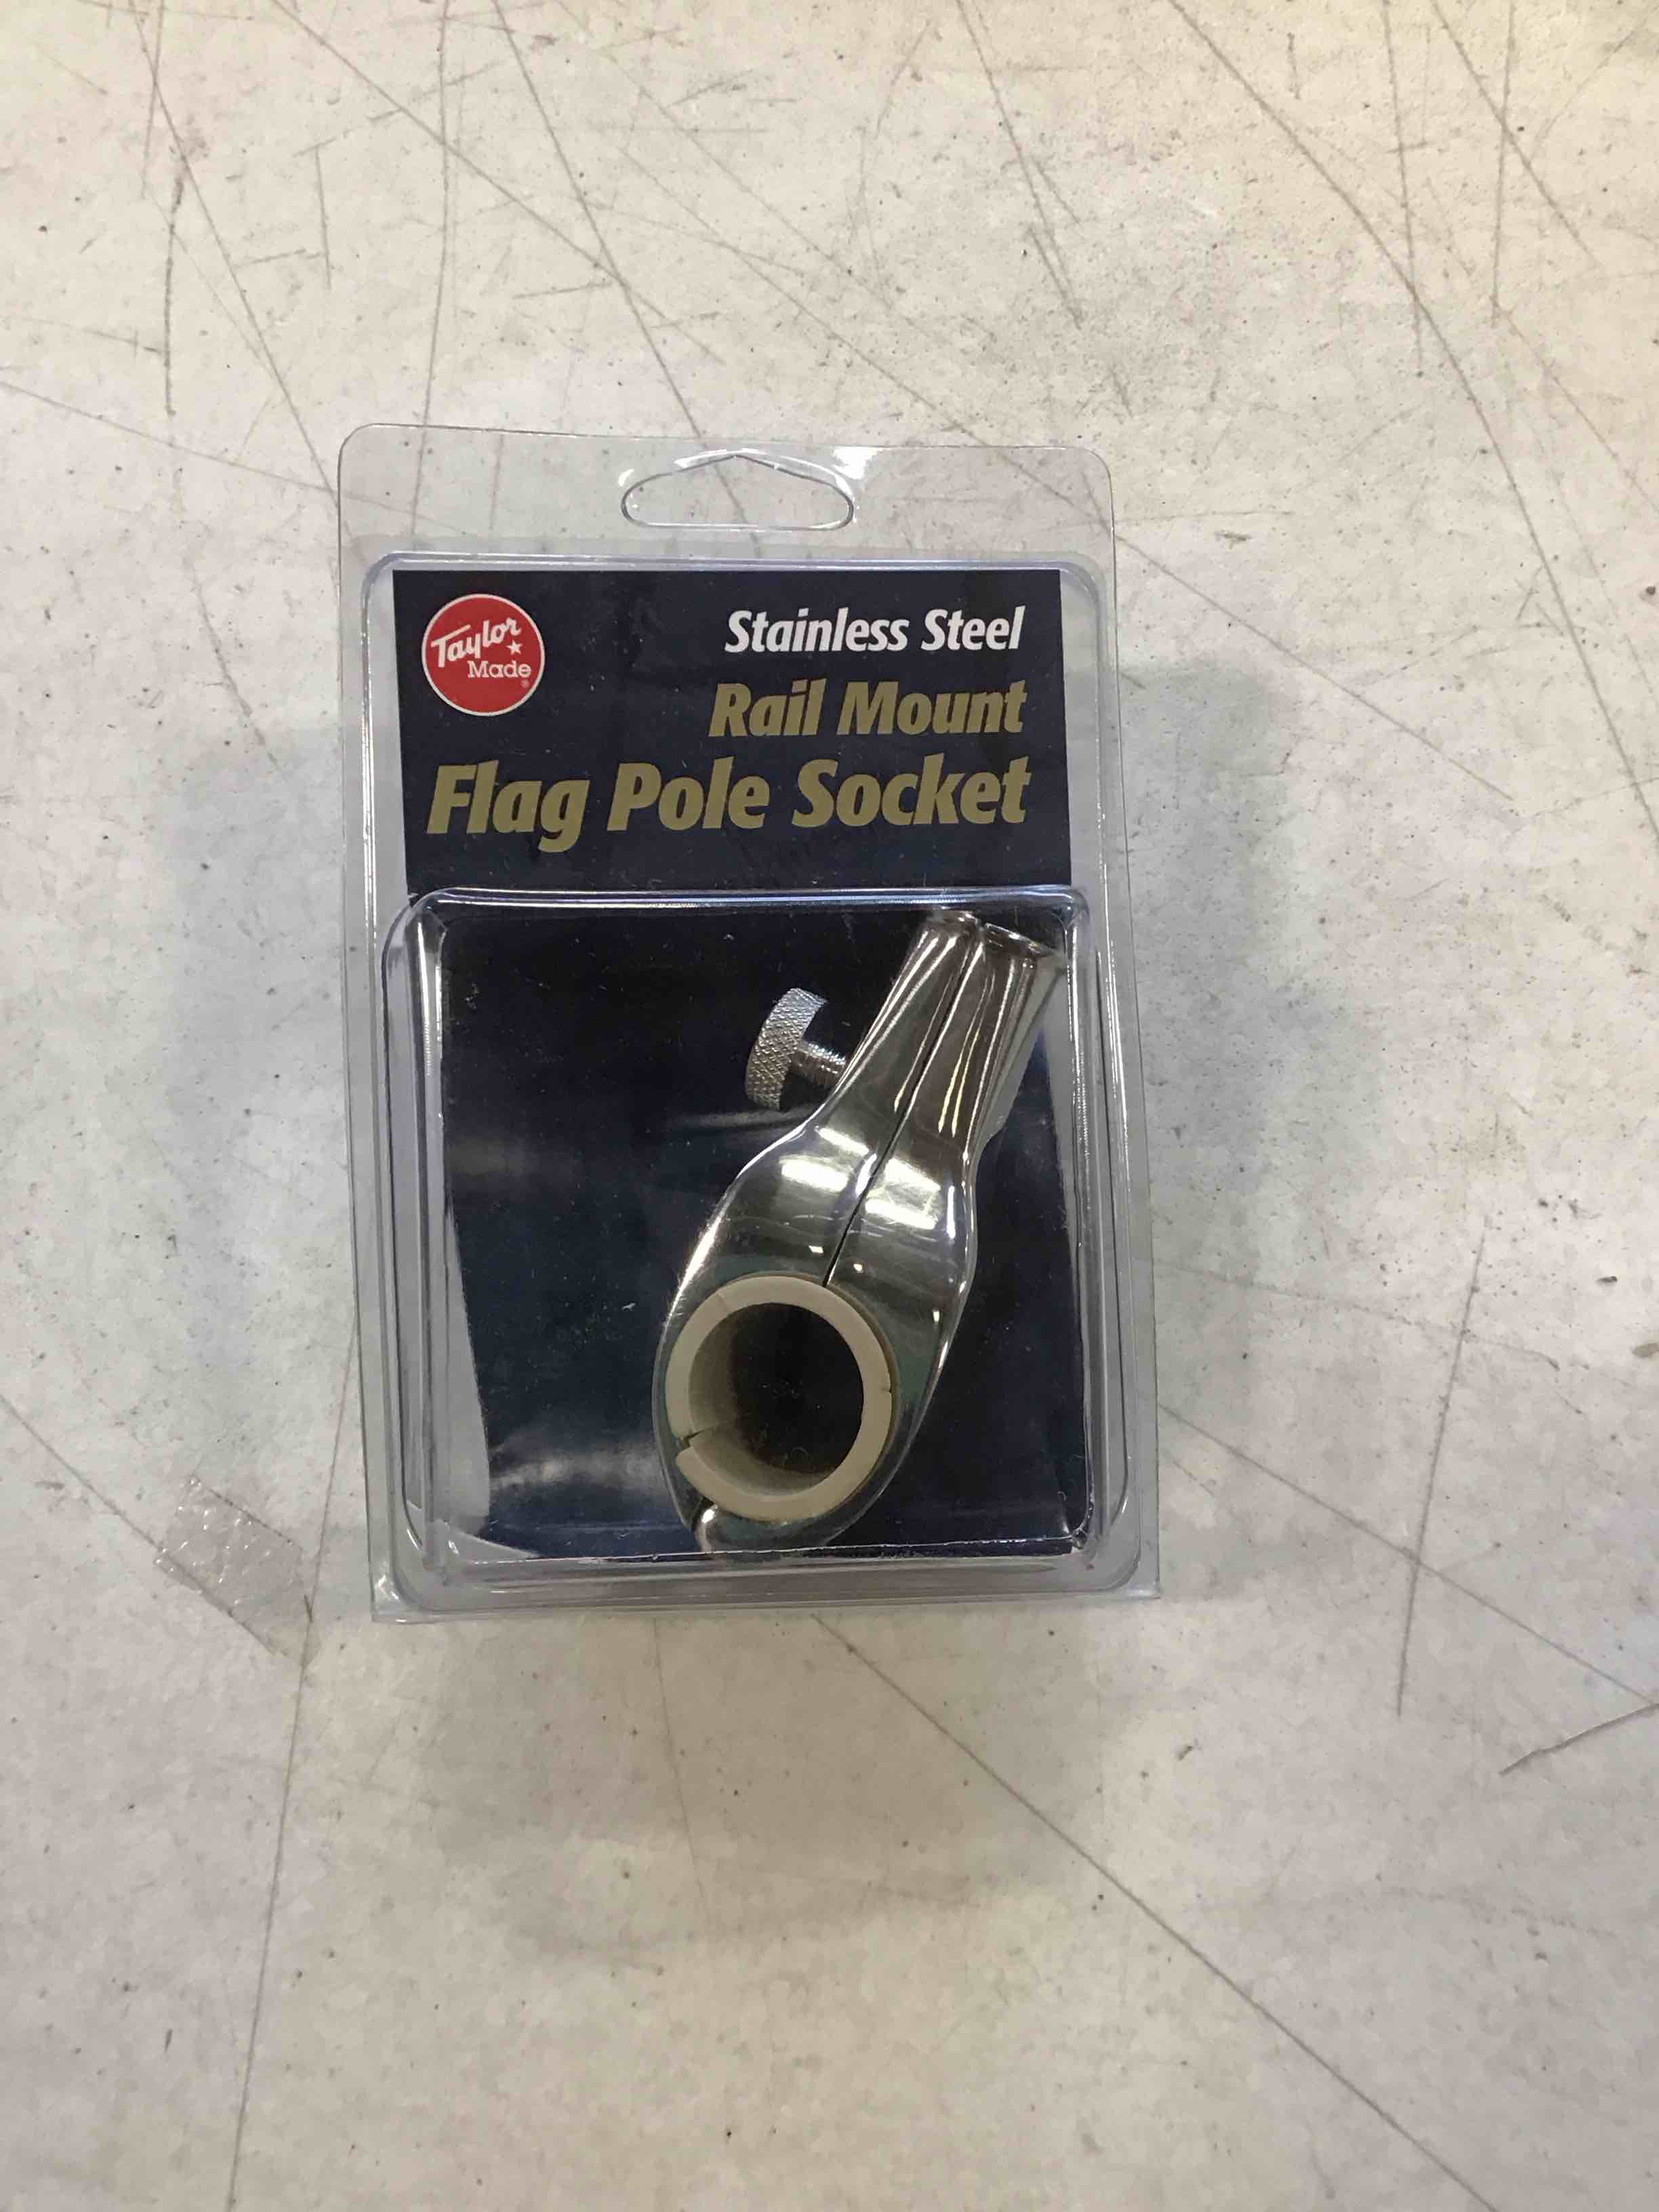 Taylor
Made®
Stainless Steel
Rail Mount
Flag Pole Socket